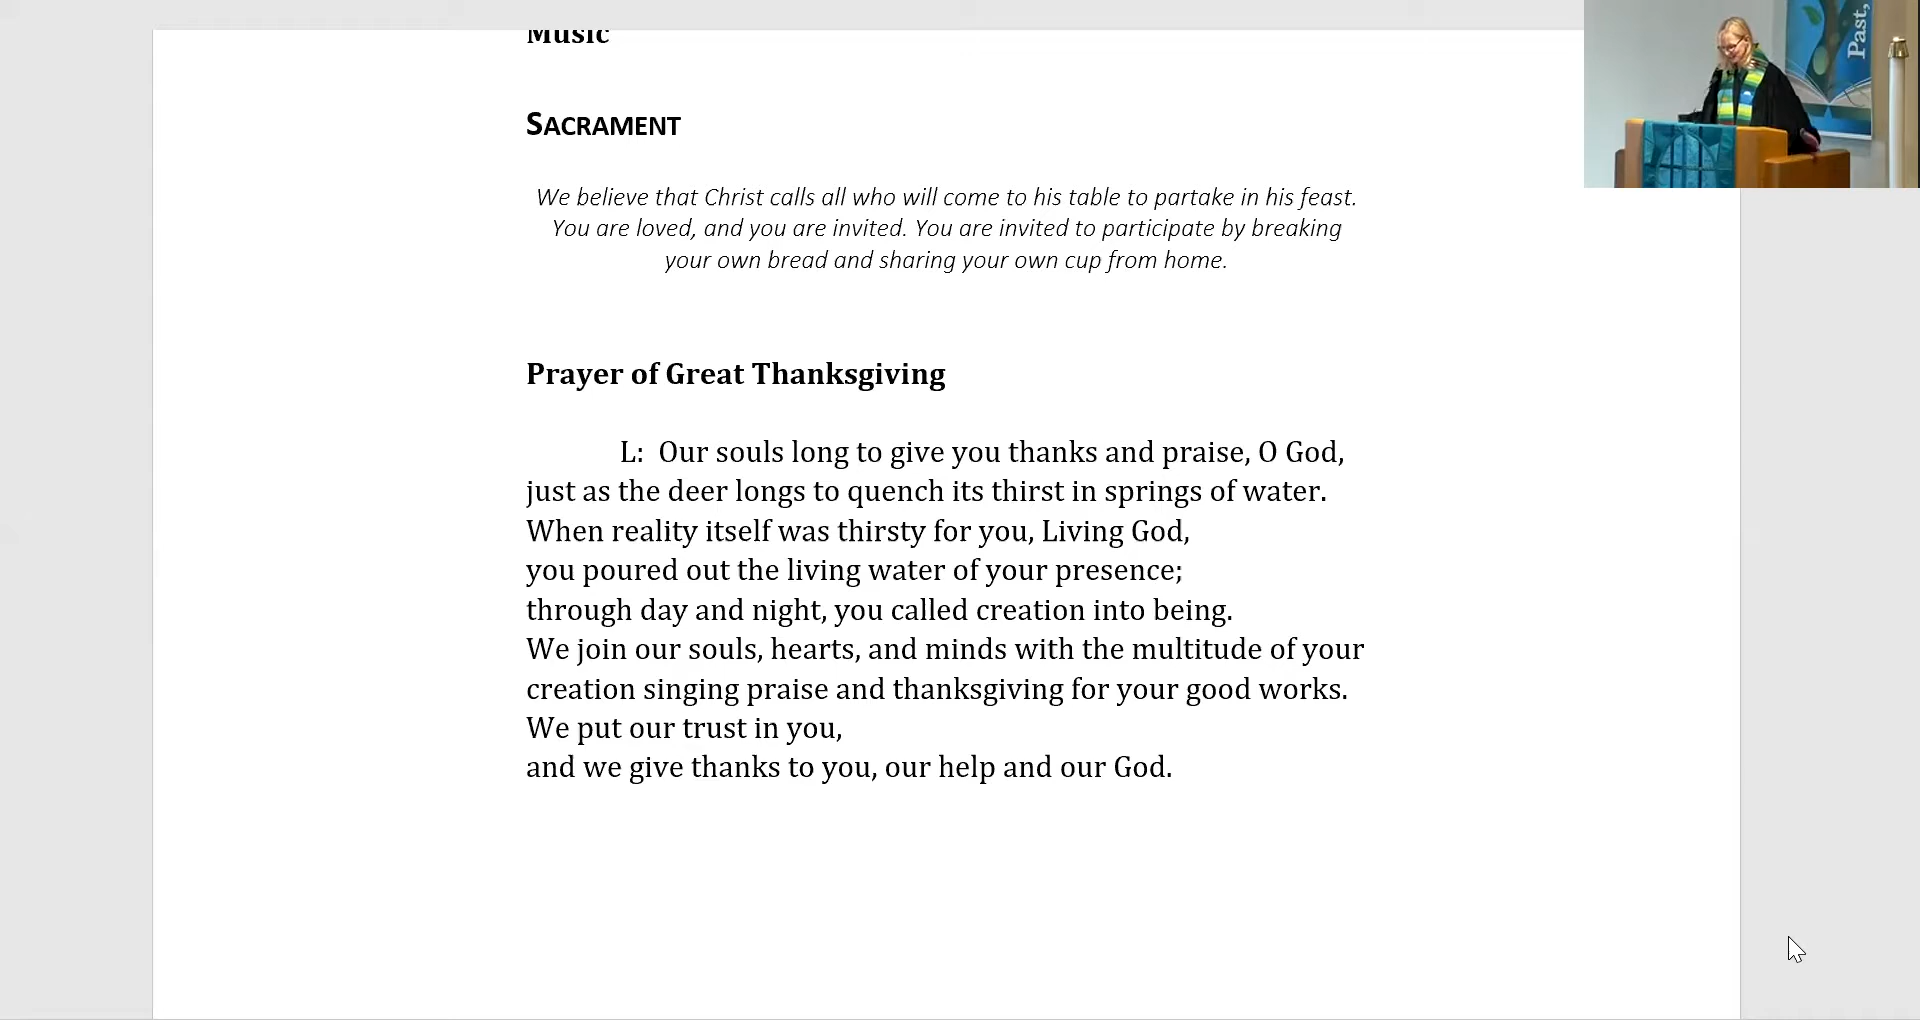 Music
Past,
SACRAMENT
We believe that Christ calls all who will come to his table to partake in his feast.
You are loved, and you are invited. You are invited to participate by breaking
your own bread and sharing your own cup from home.
Prayer of Great Thanksgiving
L: Our souls long to give you thanks and praise, O God,
just as the deer longs to quench its thirst in springs of water.
When reality itself was thirsty for you, Living God,
you poured out the living water of your presence;
through day and night, you called creation into being.
We join our souls, hearts, and minds with the multitude of your
creation singing praise and thanksgiving for your good works.
We put our trust in you,
and we give thanks to you, our help and our God.